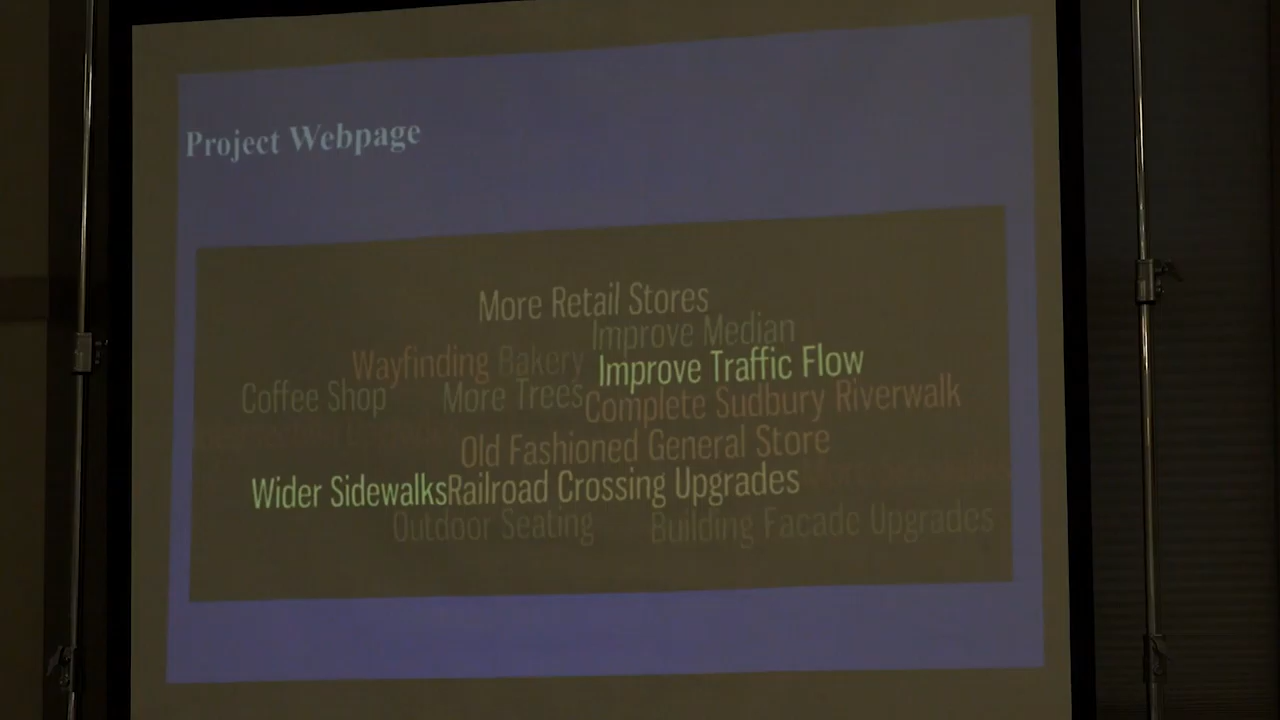 Project Webpage
More Retail Stores
Improve Median
Wayfinding Bakery Improve Traffic Flow
Coffee Shop More Trees Complete Sudbury Riverwalk
Old Fashioned General Store
Wider Sidewalks Railroad Crossing Upgrades
Outdoor Seating Building Facade Upgrades